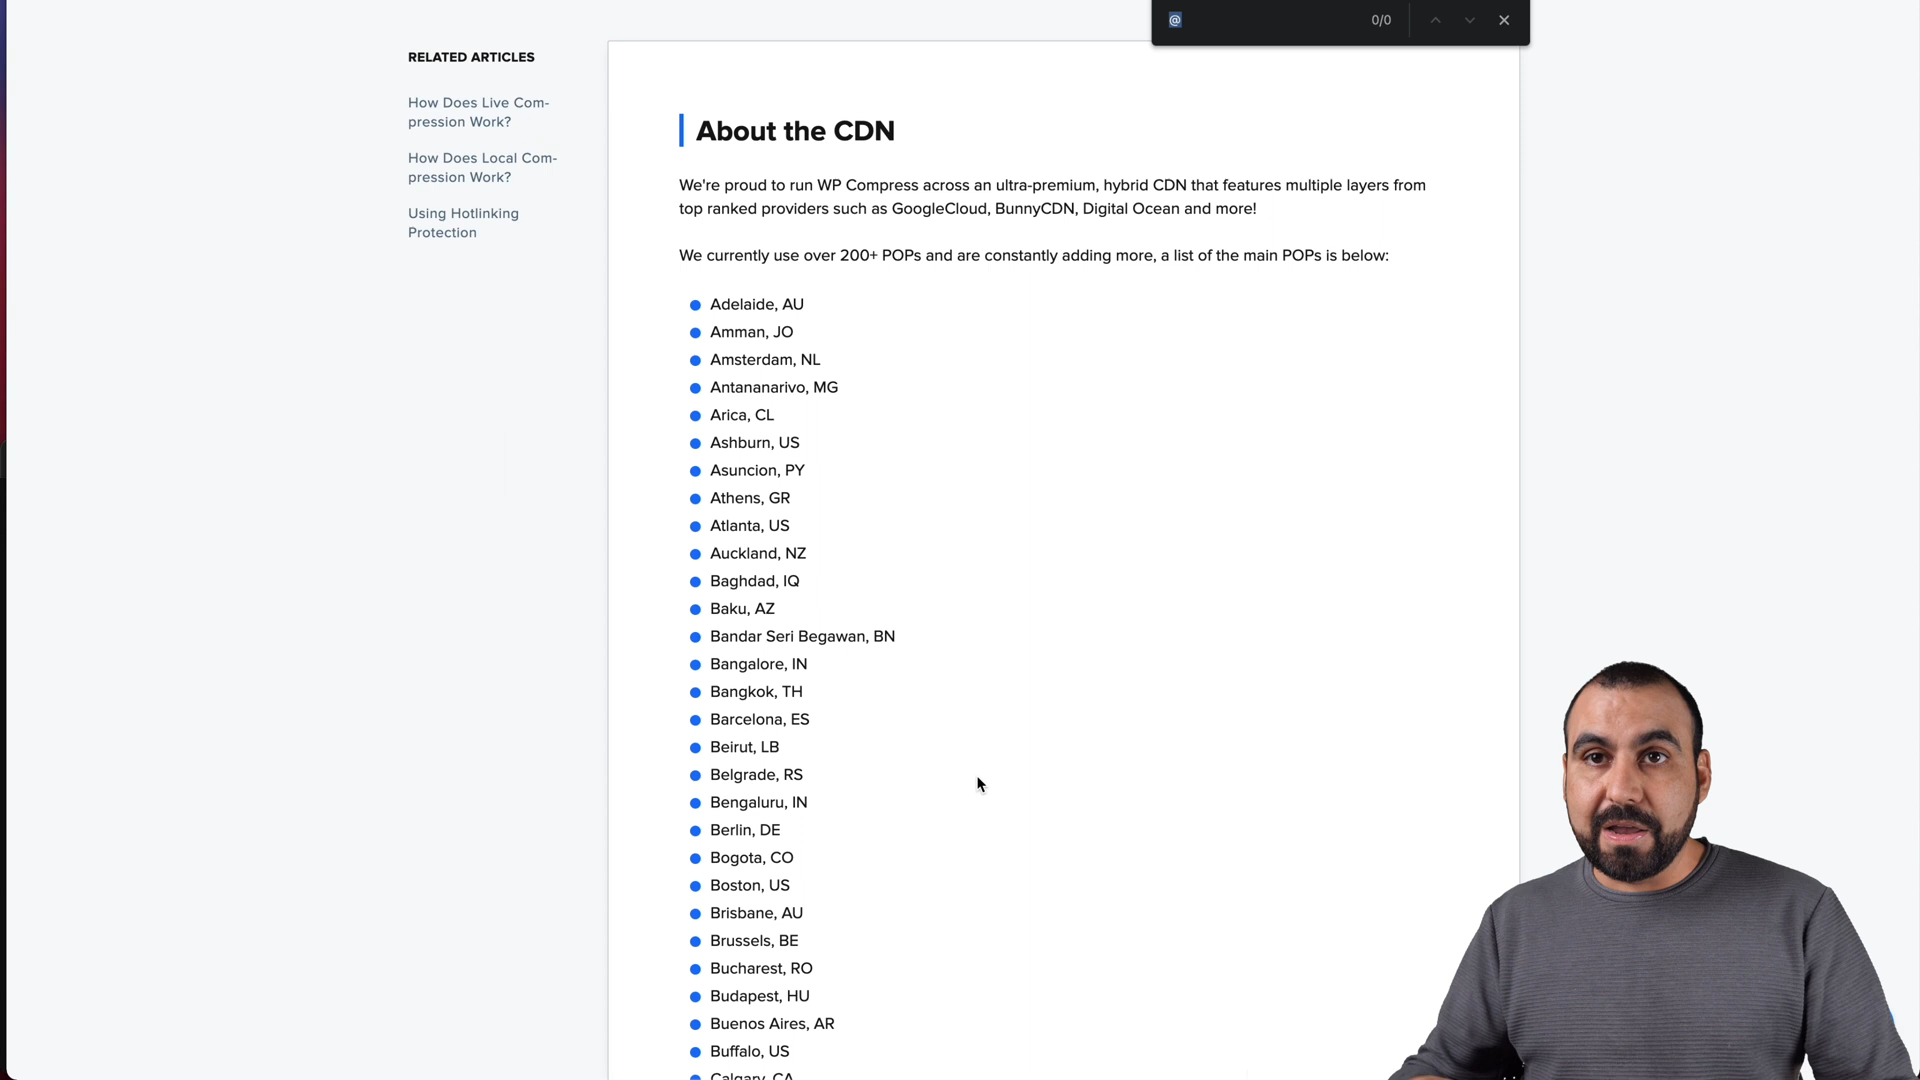 @
0/0
RELATED ARTICLES
How Does Live Com-
pression Work?
How Does Local Com-
pression Work?
Using Hotlinking
Protection
About the CDN
We're proud to run WP Compress across an ultra-premium, hybrid CDN that features multiple layers from
top ranked providers such as GoogleCloud, BunnyCDN, Digital Ocean and more!
We currently use over 200+ POPs and are constantly adding more, a list of the main POPs is below:
Adelaide, AU
Amman, JO
Amsterdam, NL
Antananarivo, MG
Arica, CL
Ashburn, US
Asuncion, PY
Athens, GR
Atlanta, US
Auckland, NZ
Baghdad, IQ
Baku, AZ
Bandar Seri Begawan, BN
Bangalore, IN
Bangkok, TH
Barcelona, ES
Beirut, LB
Belgrade, RS
Bengaluru, IN
Berlin, DE
Bogota, CO
Boston, US
Brisbane, AU
Brussels, BE
Bucharest, RO
Budapest, HU
Buenos Aires, AR
Buffalo, US
Calgary, CA